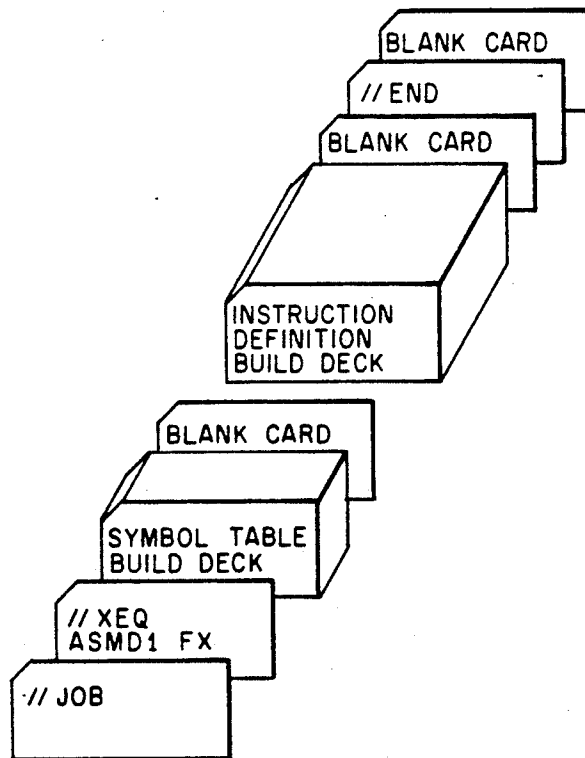 BLANK CARD
// END
BLANK CARD
INSTRUCTION
DEFINITION
BUILD DECK
BLANK CARD
SYMBOL TABLE
BUILD DECK
// XEQ
ASMD1 FX
// JOB